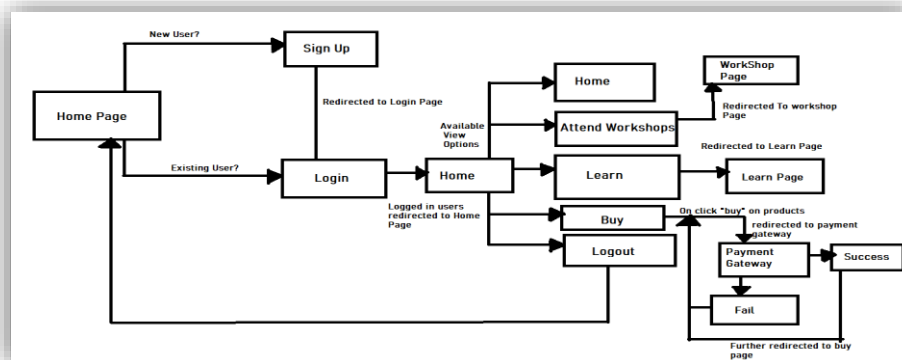 New User?
Sign Up
WorkShop
Page
Home
Home Page
Redirected to Login Page
Redirected To workshop
Page
Available
View
Options
Attend Workshops
Redirected to Learn Page
Existing User?
Login
Home
Learn
Learn Page
Logged in users
redirected to Home
Page
Buy
On click "buy" on products
redirected to payment
gateway
Logout
Payment
Gateway
Success
Fail
Further redirected to buy
page